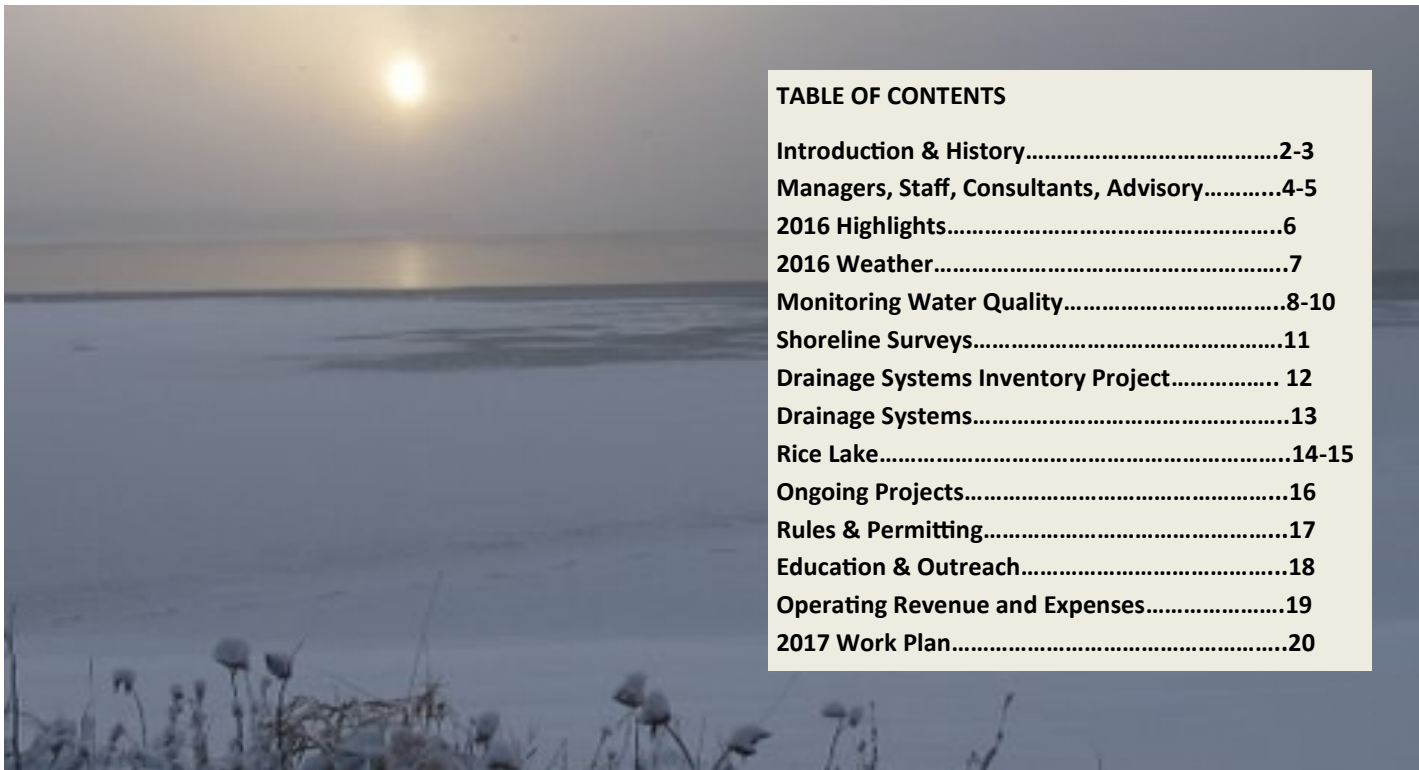 TABLE OF CONTENTS
Introduction & History……………………………….2-3
Managers, Staff, Consultants, Advisory………...4-5
2016 Highlights……………………………………..6
2016 Weather………………………………………..7
Monitoring Water Quality…………………………..8-10
Shoreline Surveys…………………………………….11
Drainage Systems Inventory Project…………….. 12
Drainage Systems……………………………………..13
Rice Lake………………………………………………..14-15
Ongoing Projects……………………………………...16
Rules & Permitting…………………………………...17
Education & Outreach………………………………...18
Operating Revenue and Expenses………………….19
2017 Work Plan………………………………………..20